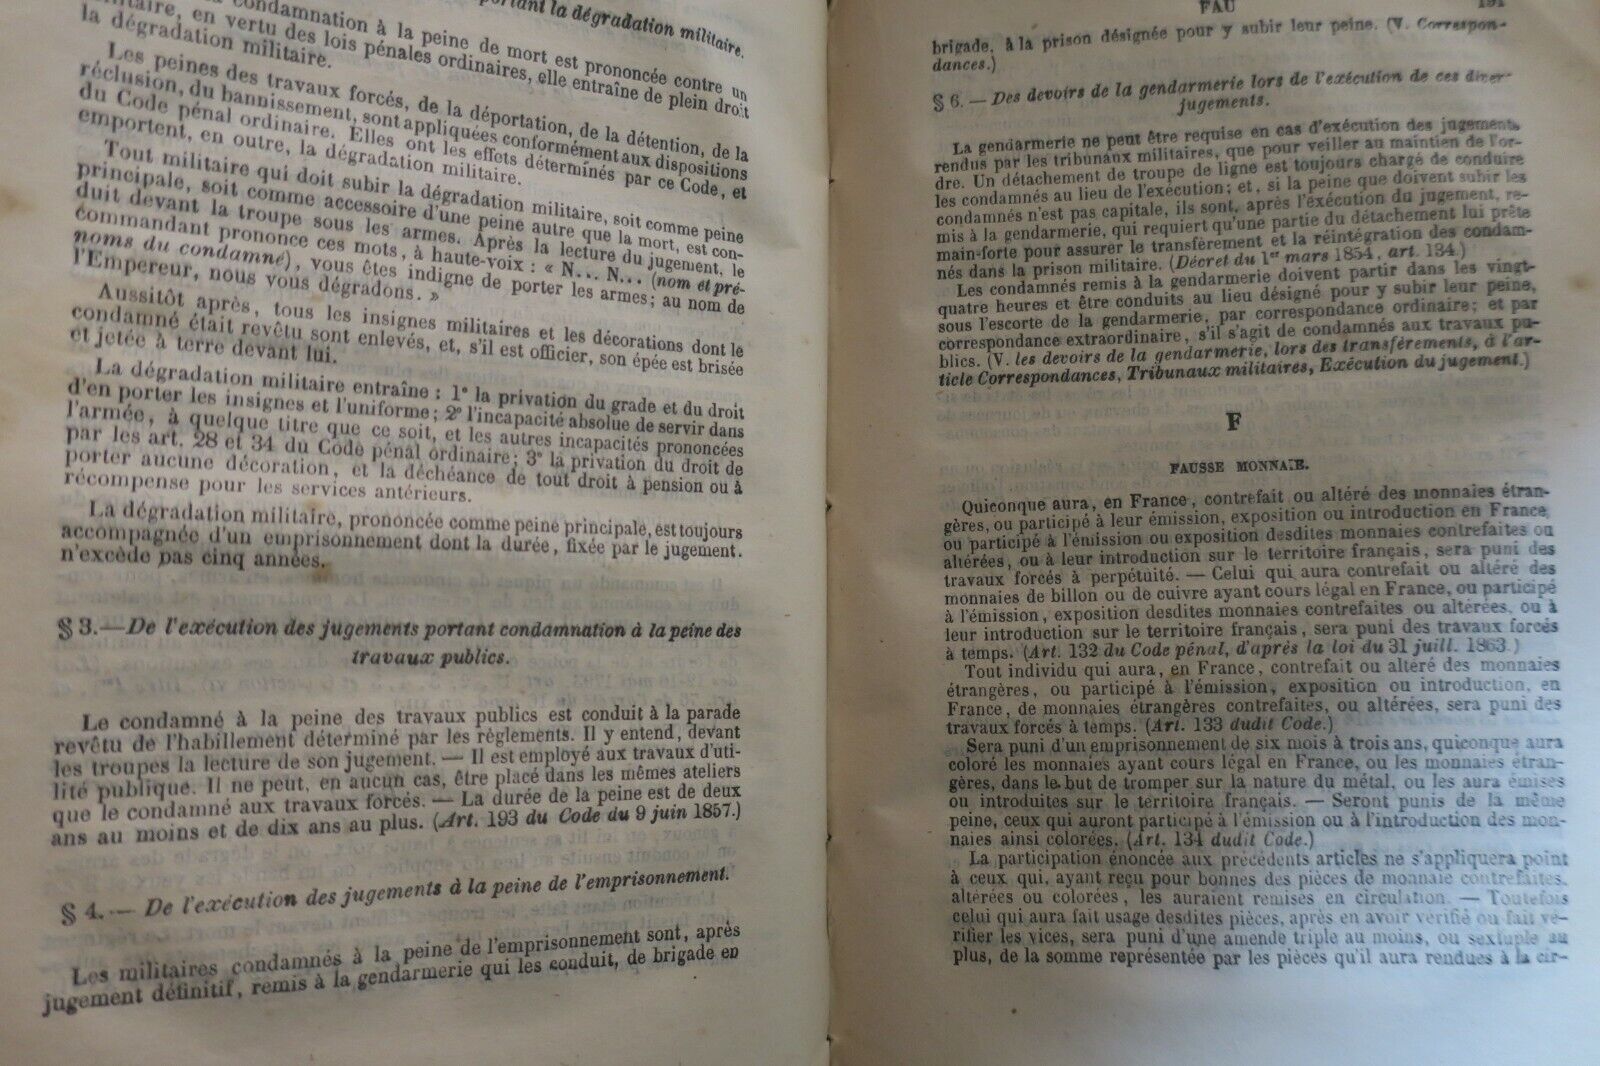 portant la dégradation militaire.
condamnation à la peine de mort est prononcée contre un
militaire, en vertu des lois pénales ordinaires, elle entraîne de plein droit
la dégradation militaire.
Les peines des travaux forcés, de la déportation, de la détention, de la
réclusion, du bannissement, sont appliquées conformément aux dispositions
du Code pénal ordinaire. Elles ont les effets déterminés par ce Code, et
emportent, en outre, la dégradation militaire.
Tout militaire qui doit subir la dégradation militaire, soit comme peine
principale, soit comme accessoire d'une peine autre que la mort, est con-
duit devant la troupe sous les armes. Après la lecture du jugement, le
commandant prononce ces mots, à haute-voix : « N... N... (nom et pré-
noms du condamné), vous êtes indigne de porter les armes; au nom de
l'Empereur, nous vous dégradons. »
Aussitôt après, tous les insignes militaires et les décorations dont le
condamné était revêtu sont enlevés, et, s'il est officier, son épée est brisée
et jetée à terre devant lui.
La dégradation militaire entraîne : 1° la privation du grade et du droit
d'en porter les insignes et l'uniforme; 2° l'incapacité absolue de servir dans
l'armée, à quelque titre que ce soit, et les autres incapacités prononcées
par les art. 28 et 34 du Code pénal ordinaire; 3° la privation du droit de
porter aucune décoration, et la déchéance de tout droit à pension ou à
récompense pour les services antérieurs.
La dégradation militaire, prononcée comme peine principale, est toujours
accompagnée d'un emprisonnement dont la durée, fixée par le jugement.
n'excède pas cinq années.
§ 3.—De l'exécution des jugements portant condamnation à la peine des
travaux publics.
Le condamné à la peine des travaux publics est conduit à la parade
revêtu de l'habillement déterminé par les règlements. Il y entend, devant
les troupes la lecture de son jugement. — Il est employé aux travaux d'uti-
lité publique. Il ne peut, en aucun cas, être placé dans les mêmes ateliers
que le condamné aux travaux forcés. — La durée de la peine est de deux
ans au moins et de dix ans au plus. (Art. 193 du Code du 9 juin 1857.)
§ 4. — De l'exécution des jugements à la peine de l'emprisonnement.
Les militaires condamnés à la peine de l'emprisonnement sont, après
jugement définitif, remis à la gendarmerie qui les conduit, de brigade en
FAU 191
brigade, à la prison désignée pour y subir leur peine. (V. Correspon-
dances.)
§ 6. — Des devoirs de la gendarmerie lors de l'exécution de ces divers
jugements.
La gendarmerie ne peut être requise en cas d'exécution des jugements
rendus par les tribunaux militaires, que pour veiller au maintien de l'or-
dre. Un détachement de troupe de ligne est toujours chargé de conduire
les condamnés au lieu de l'exécution; et, si la peine que doivent subir les
condamnés n'est pas capitale, ils sont, après l'exécution du jugement, re-
mis à la gendarmerie, qui requiert qu'une partie du détachement lui prête
main-forte pour assurer le transfèrement et la réintégration des condam-
nés dans la prison militaire. (Décret du 1er mars 1854, art. 134.)
Les condamnés remis à la gendarmerie doivent partir dans les vingt-
quatre heures et être conduits au lieu désigné pour y subir leur peine,
sous l'escorte de la gendarmerie, par correspondance ordinaire; et par
correspondance extraordinaire, s'il s'agit de condamnés aux travaux pu-
blics. (V. les devoirs de la gendarmerie, lors des transfèrements, à l'ar-
ticle Correspondances, Tribunaux militaires, Exécution du jugement.)
F
FAUSSE MONNAIE.
Quiconque aura, en France, contrefait ou altéré des monnaies étran-
gères, ou participé à leur émission, exposition ou introduction en France,
ou participé à l'émission ou exposition desdites monnaies contrefaites ou
altérées, ou à leur introduction sur le territoire français, sera puni des
travaux forcés à perpétuité. — Celui qui aura contrefait ou altéré des
monnaies de billon ou de cuivre ayant cours légal en France, ou participé
à l'émission, exposition desdites monnaies contrefaites ou altérées, ou à
leur introduction sur le territoire français, sera puni des travaux forcés
à temps. (Art. 132 du Code pénal, d'après la loi du 31 juill. 1863.)
Tout individu qui aura, en France, contrefait ou altéré des monnaies
étrangères, ou participé à l'émission, exposition ou introduction, en
France, de monnaies étrangères contrefaites, ou altérées, sera puni des
travaux forcés à temps. (Art. 133 dudit Code.)
Sera puni d'un emprisonnement de six mois à trois ans, quiconque aura
coloré les monnaies ayant cours légal en France, ou les monnaies étran-
gères, dans le but de tromper sur la nature du métal, ou les aura émises
ou introduites sur le territoire français. — Seront punis de la même
peine, ceux qui auront participé à l'émission ou à l'introduction des mon-
naies ainsi colorées. (Art. 134 dudit Code.)
La participation énoncée aux précédents articles ne s'appliquera point
à ceux qui, ayant reçu pour bonnes des pièces de monnaie contrefaites,
altérées ou colorées, les auraient remises en circulation. — Toutefois
celui qui aura fait usage desdites pièces, après en avoir vérifié ou fait vé-
rifier les vices, sera puni d'une amende triple au moins, ou sextuple au
plus, de la somme représentée par les pièces qu'il aura rendues à la cir-